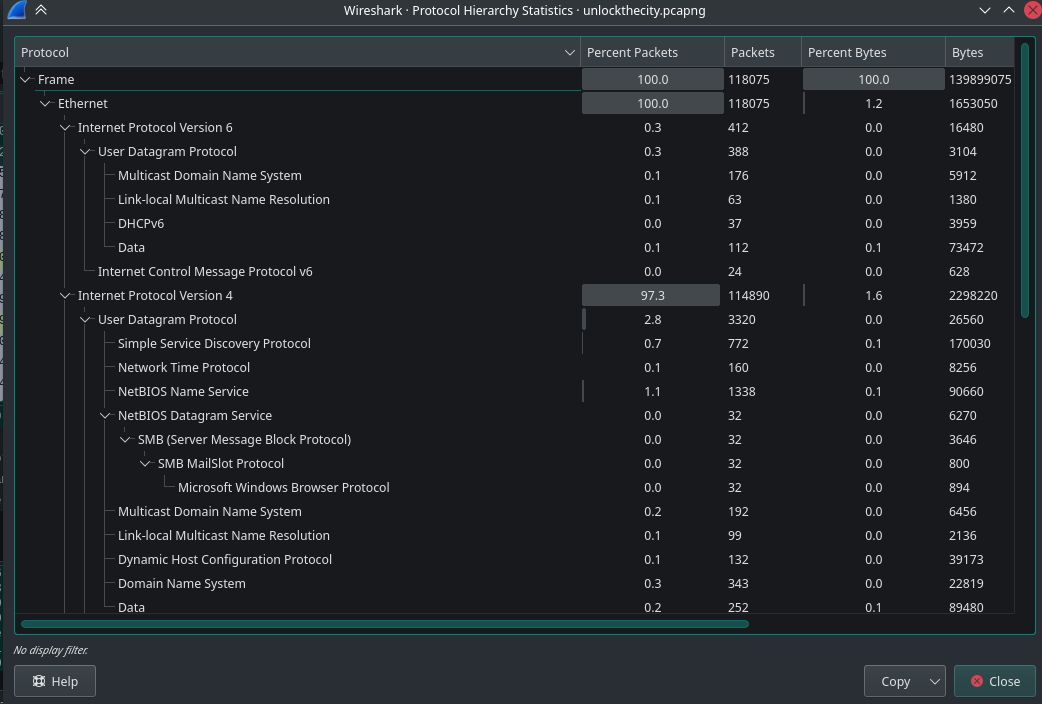 Wireshark · Protocol Hierarchy Statistics · unlockthecity.pcapng
Protocol Percent Packets Packets Percent Bytes Bytes
Frame 100.0 118075 100.0 139899075
Ethernet 100.0 118075 1.2 1653050
Internet Protocol Version 6 0.3 412 0.0 16480
User Datagram Protocol 0.3 388 0.0 3104
Multicast Domain Name System 0.1 176 0.0 5912
Link-local Multicast Name Resolution 0.1 63 0.0 1380
DHCPv6 0.0 37 0.0 3959
Data 0.1 112 0.1 73472
Internet Control Message Protocol v6 0.0 24 0.0 628
Internet Protocol Version 4 97.3 114890 1.6 2298220
User Datagram Protocol 2.8 3320 0.0 26560
Simple Service Discovery Protocol 0.7 772 0.1 170030
Network Time Protocol 0.1 160 0.0 8256
NetBIOS Name Service 1.1 1338 0.1 90660
NetBIOS Datagram Service 0.0 32 0.0 6270
SMB (Server Message Block Protocol) 0.0 32 0.0 3646
SMB MailSlot Protocol 0.0 32 0.0 800
Microsoft Windows Browser Protocol 0.0 32 0.0 894
Multicast Domain Name System 0.2 192 0.0 6456
Link-local Multicast Name Resolution 0.1 99 0.0 2136
Dynamic Host Configuration Protocol 0.1 132 0.0 39173
Domain Name System 0.3 343 0.0 22819
Data 0.2 252 0.1 89480
No display filter.
Help Copy Close